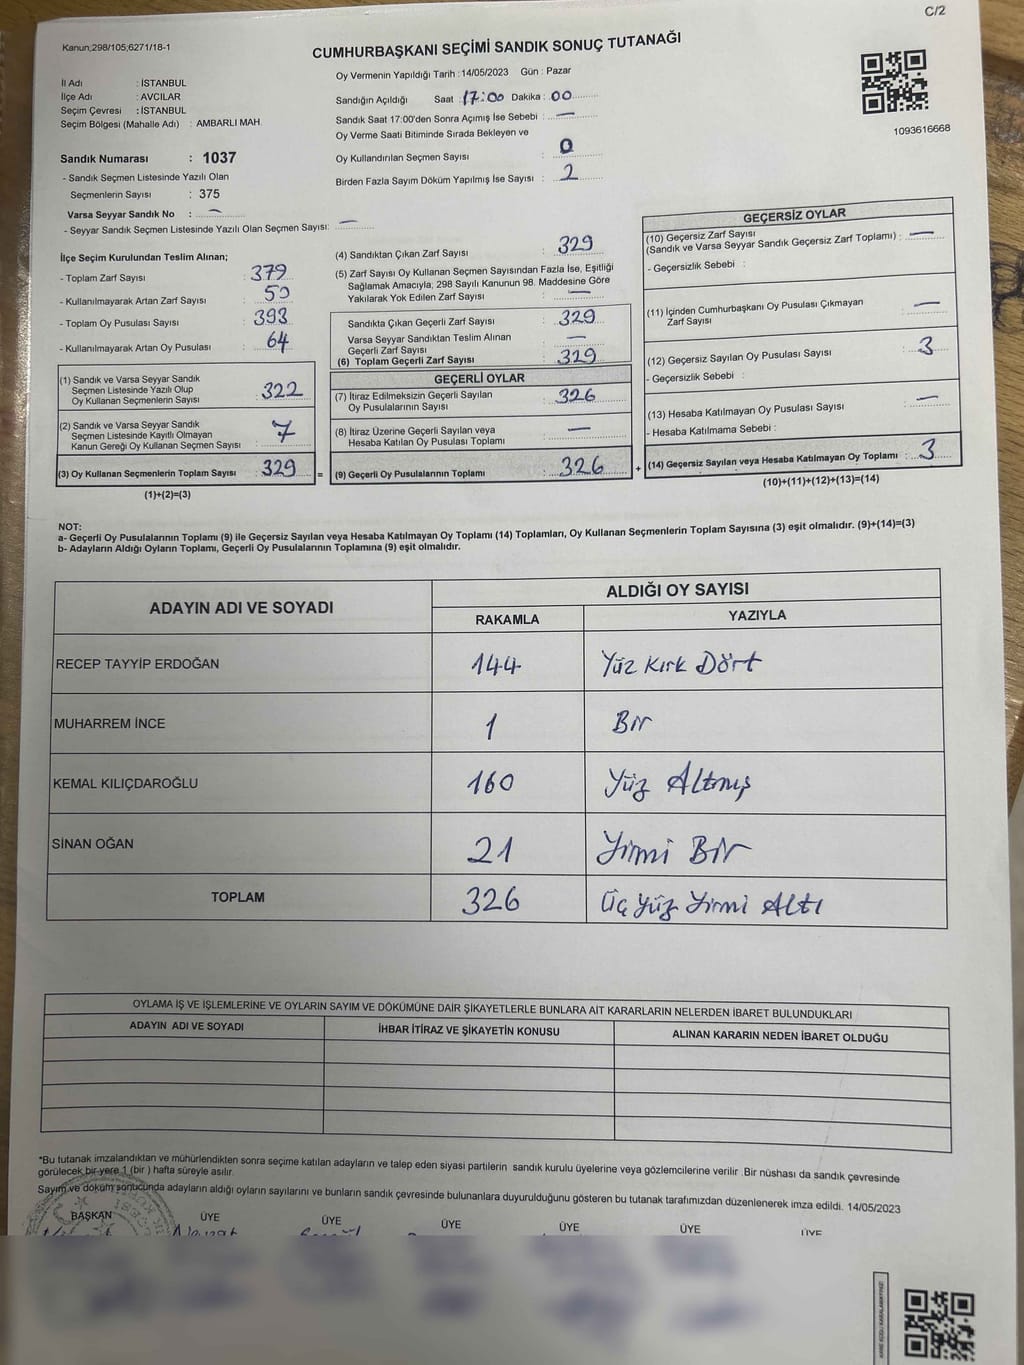 C/2
Kanun;298/105;6271/18-1
CUMHURBAŞKANI SEÇİMİ SANDIK SONUÇ TUTANAĞI
İl Adı : İSTANBUL
İlçe Adı : AVCILAR
Seçim Çevresi : İSTANBUL
Seçim Bölgesi (Mahalle Adı) : AMBARLI MAH.
Oy Vermenin Yapıldığı Tarih : 14/05/2023 Gün : Pazar
Sandığın Açıldığı Saat : 17:00 Dakika : 00
Sandık Saat 17:00'den Sonra Açımış İse Sebebi : —
Oy Verme Saati Bitiminde Sırada Bekleyen ve
Oy Kullandırılan Seçmen Sayısı : 0
Birden Fazla Sayım Döküm Yapılmış İse Sayısı : 2
1093616668
Sandık Numarası : 1037
- Sandık Seçmen Listesinde Yazılı Olan
Seçmenlerin Sayısı : 375
Varsa Seyyar Sandık No : —
- Seyyar Sandık Seçmen Listesinde Yazılı Olan Seçmen Sayısı: —
İlçe Seçim Kurulundan Teslim Alınan;
- Toplam Zarf Sayısı : 379
- Kullanılmayarak Artan Zarf Sayısı : 50
- Toplam Oy Pusulası Sayısı : 393
- Kullanılmayarak Artan Oy Pusulası : 64
(1) Sandık ve Varsa Seyyar Sandık
Seçmen Listesinde Yazılı Olup
Oy Kullanan Seçmenlerin Sayısı : 322
(2) Sandık ve Varsa Seyyar Sandık
Seçmen Listesinde Kayıtlı Olmayan
Kanun Gereği Oy Kullanan Seçmen Sayısı : 7
(3) Oy Kullanan Seçmenlerin Toplam Sayısı : 329 =
(1)+(2)=(3)
(4) Sandıktan Çıkan Zarf Sayısı : 329
(5) Zarf Sayısı Oy Kullanan Seçmen Sayısından Fazla İse, Eşitliği
Sağlamak Amacıyla; 298 Sayılı Kanunun 98. Maddesine Göre
Yakılarak Yok Edilen Zarf Sayısı : —
Sandıkta Çıkan Geçerli Zarf Sayısı : 329
Varsa Seyyar Sandıktan Teslim Alınan
Geçerli Zarf Sayısı : —
(6) Toplam Geçerli Zarf Sayısı : 329
GEÇERLİ OYLAR
(7) İtiraz Edilmeksizin Geçerli Sayılan
Oy Pusulalarının Sayısı : 326
(8) İtiraz Üzerine Geçerli Sayılan veya
Hesaba Katılan Oy Pusulası Toplamı : —
(9) Geçerli Oy Pusulalarının Toplamı : 326 +
GEÇERSİZ OYLAR
(10) Geçersiz Zarf Sayısı
(Sandık ve Varsa Seyyar Sandık Geçersiz Zarf Toplamı) : —
- Geçersizlik Sebebi :
(11) İçinden Cumhurbaşkanı Oy Pusulası Çıkmayan
Zarf Sayısı : —
(12) Geçersiz Sayılan Oy Pusulası Sayısı : 3
- Geçersizlik Sebebi :
(13) Hesaba Katılmayan Oy Pusulası Sayısı : —
- Hesaba Katılmama Sebebi :
(14) Geçersiz Sayılan veya Hesaba Katılmayan Oy Toplamı : 3
(10)+(11)+(12)+(13)=(14)
NOT:
a- Geçerli Oy Pusulalarının Toplamı (9) ile Geçersiz Sayılan veya Hesaba Katılmayan Oy Toplamı (14) Toplamları, Oy Kullanan Seçmenlerin Toplam Sayısına (3) eşit olmalıdır. (9)+(14)=(3)
b- Adayların Aldığı Oyların Toplamı, Geçerli Oy Pusulalarının Toplamına (9) eşit olmalıdır.
ADAYIN ADI VE SOYADI ALDIĞI OY SAYISI
RAKAMLA YAZIYLA
RECEP TAYYİP ERDOĞAN 144 Yüz Kırk Dört
MUHARREM İNCE 1 Bir
KEMAL KILIÇDAROĞLU 160 Yüz Altmış
SİNAN OĞAN 21 Yirmi Bir
TOPLAM 326 Üç Yüz Yirmi Altı
OYLAMA İŞ VE İŞLEMLERİNE VE OYLARIN SAYIM VE DÖKÜMÜNE DAİR ŞİKAYETLERLE BUNLARA AİT KARARLARIN NELERDEN İBARET BULUNDUKLARI
ADAYIN ADI VE SOYADI İHBAR İTİRAZ VE ŞİKAYETİN KONUSU ALINAN KARARIN NEDEN İBARET OLDUĞU
*Bu tutanak imzalandıktan ve mühürlendikten sonra seçime katılan adayların ve talep eden siyasi partilerin sandık kurulu üyelerine veya gözlemcilerine verilir .Bir nüshası da sandık çevresinde
görülecek bir yere 1 (bir ) hafta süreyle asılır.
Sayım ve döküm sonucunda adayların aldığı oyların sayılarını ve bunların sandık çevresinde bulunanlara duyurulduğunu gösteren bu tutanak tarafımızdan düzenlenerek imza edildi. 14/05/2023
BAŞKAN ÜYE ÜYE ÜYE ÜYE ÜYE ÜYE